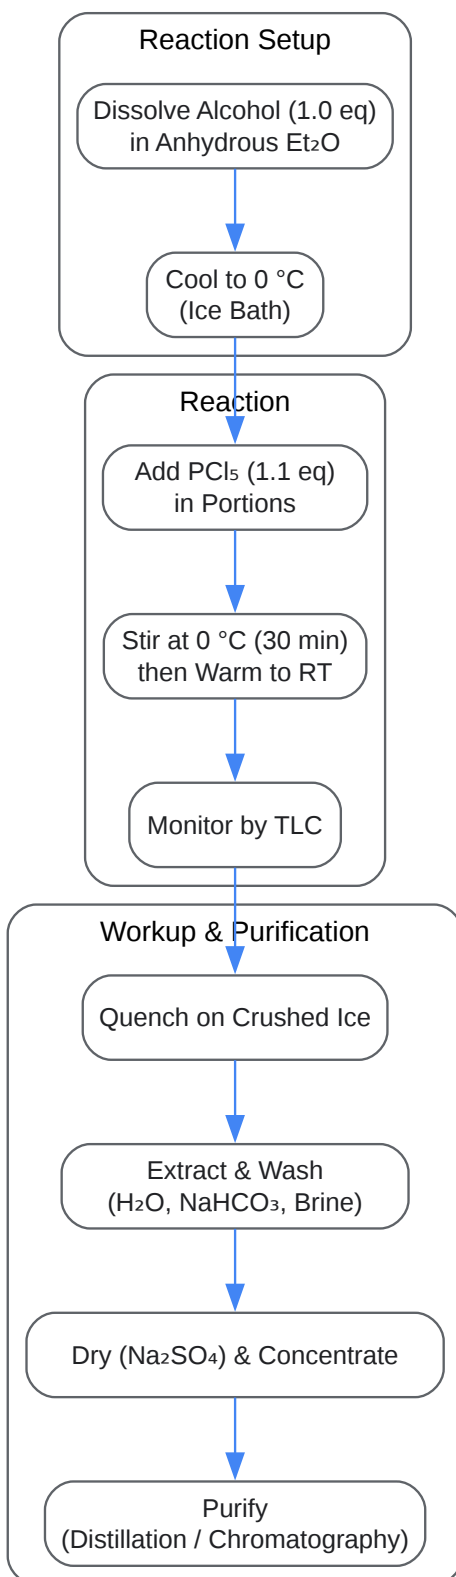 Reaction Setup
Dissolve Alcohol (1.0 eq)
in Anhydrous Et₂O
Cool to 0 °C
(Ice Bath)
Reaction
Add PCl₅ (1.1 eq)
in Portions
Stir at 0 °C (30 min)
then Warm to RT
Monitor by TLC
Workup & Purification
Quench on Crushed Ice
Extract & Wash
(H₂O, NaHCO₃, Brine)
Dry (Na₂SO₄) & Concentrate
Purify
(Distillation / Chromatography)